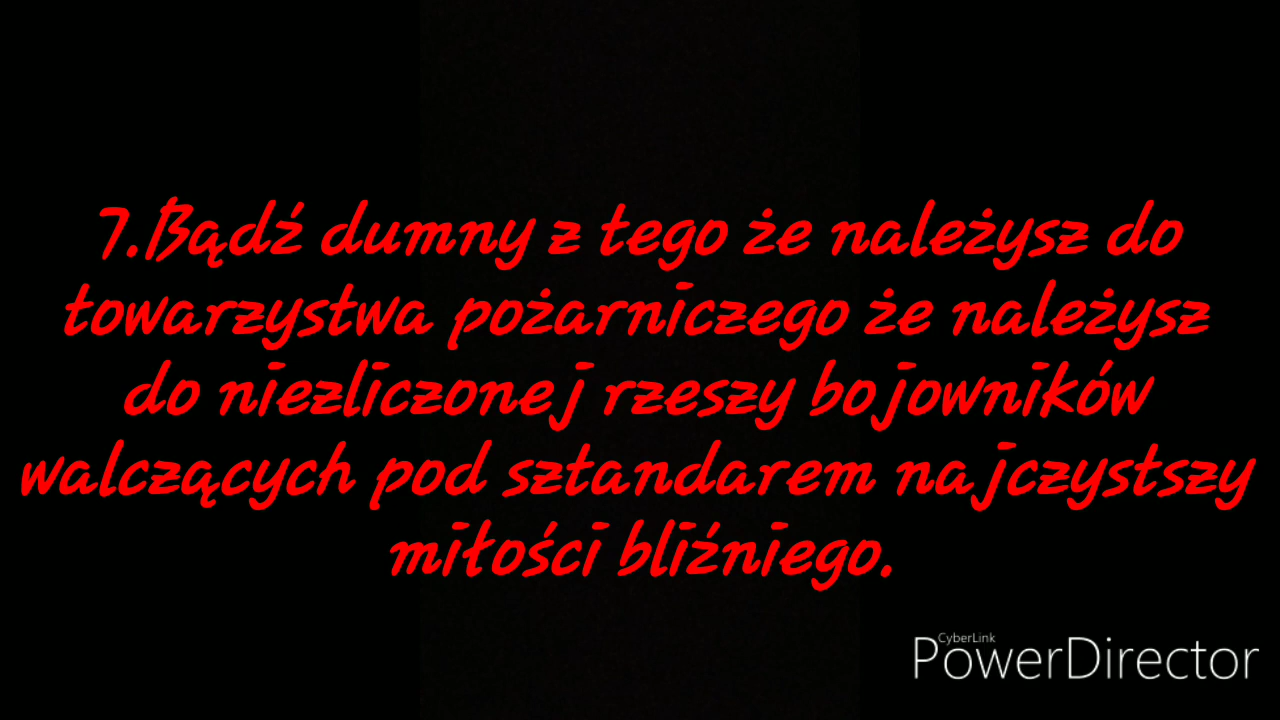 7.Bądź dumny z tego że należysz do
towarzystwa pożarniczego że należysz
do niezliczonej rzeszy bojowników
walczących pod sztandarem najczystszy
miłości bliźniego.
CyberLink
PowerDirector